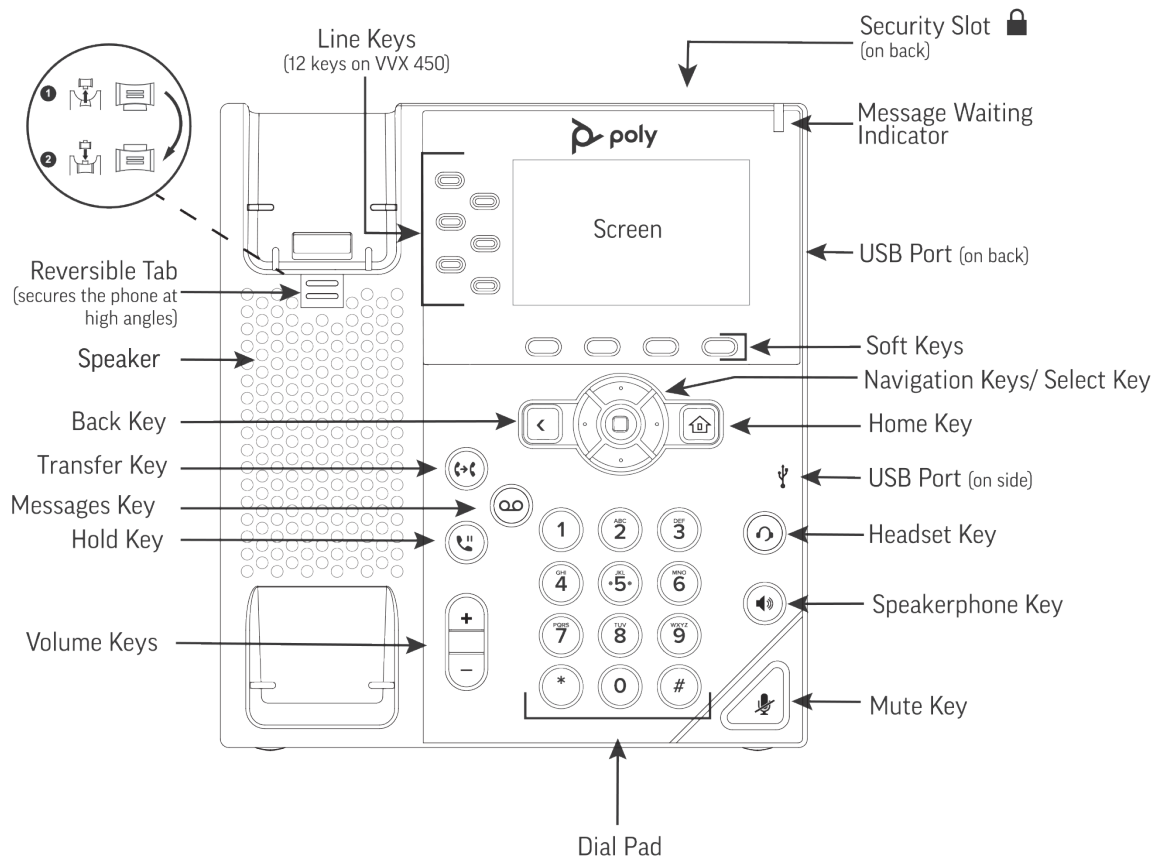 Security Slot
(on back)
Line Keys
(12 keys on VVX 450)
1
2
Message Waiting
Indicator
poly
Screen
USB Port (on back)
Reversible Tab
(secures the phone at
high angles)
Speaker
Soft Keys
Navigation Keys/ Select Key
Back Key
Home Key
Transfer Key
USB Port (on side)
Messages Key
Hold Key
1
ABC
2
DEF
3
Headset Key
GHI
4
JKL
5
MNO
6
Speakerphone Key
+
PQRS
7
TUV
8
WXYZ
9
Volume Keys
−
*
0
#
Mute Key
Dial Pad